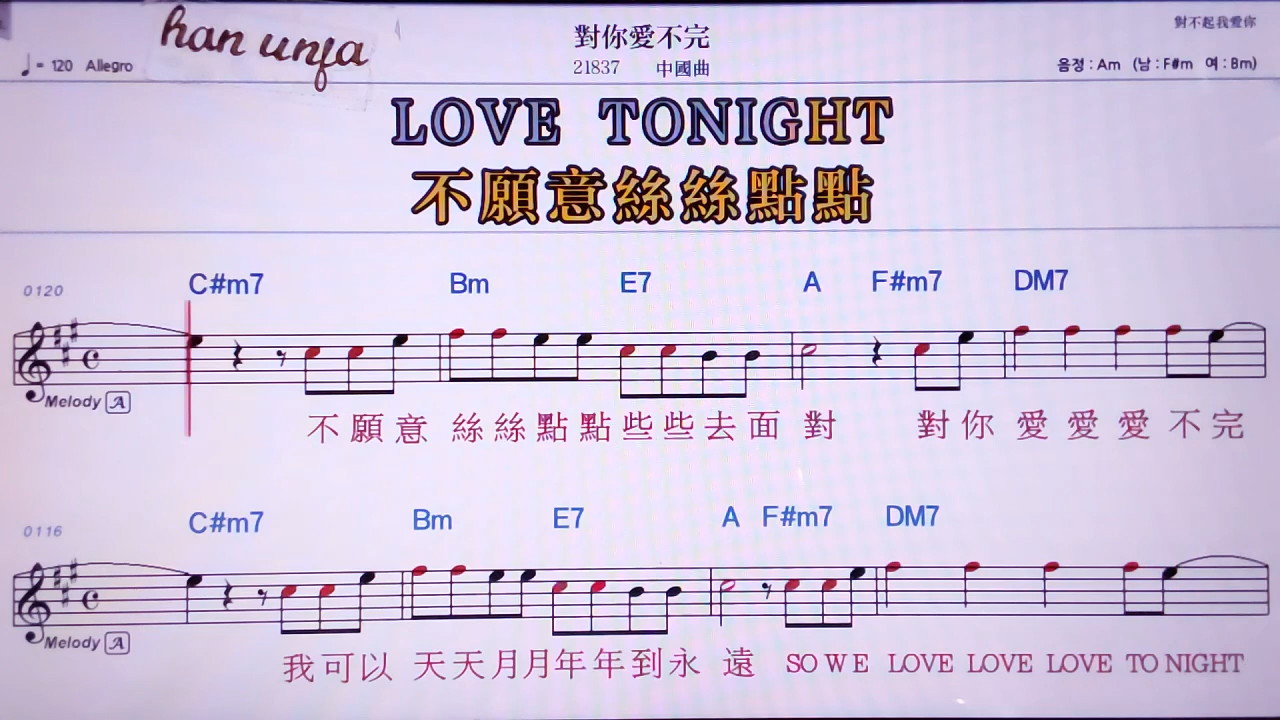 han unfa
對你愛不完
對不起我愛你
♩= 120 Allegro
21837 中國曲
음정 : Am (남 : F#m 여 : Bm)
LOVE TONIGHT
不願意絲絲點點
0120 C#m7 Bm E7 A F#m7 DM7
Melody A
不願意 絲絲點點些些去面 對 對你 愛愛愛 不完
0116 C#m7 Bm E7 A F#m7 DM7
Melody A
我可以 天天月月年年到永 遠 SO WE LOVE LOVE LOVE TO NIGHT